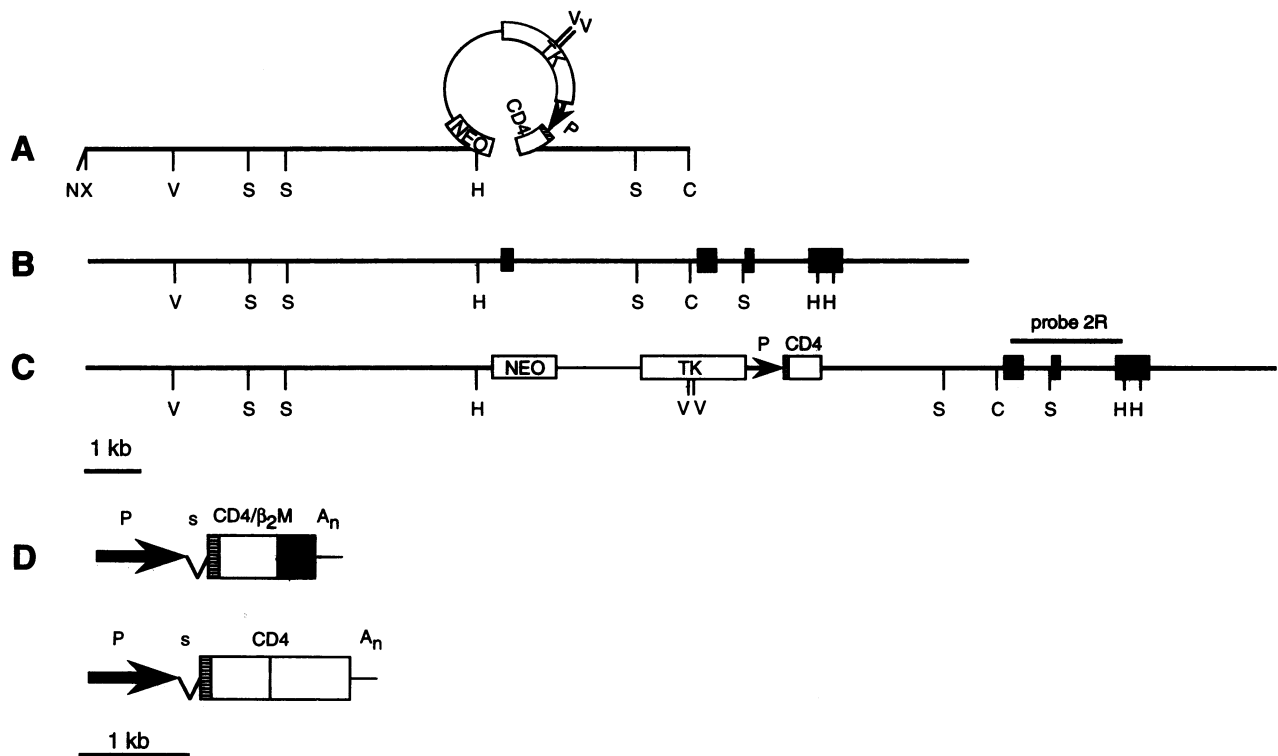 V V
TK
CD4
P
NEO
A
NX V S S H S C
B
V S S H S C S HH
probe 2R
C
NEO TK P CD4
V S S H VV S C S HH
1 kb
D
P s CD4/β₂M Aₙ
P s CD4 Aₙ
1 kb